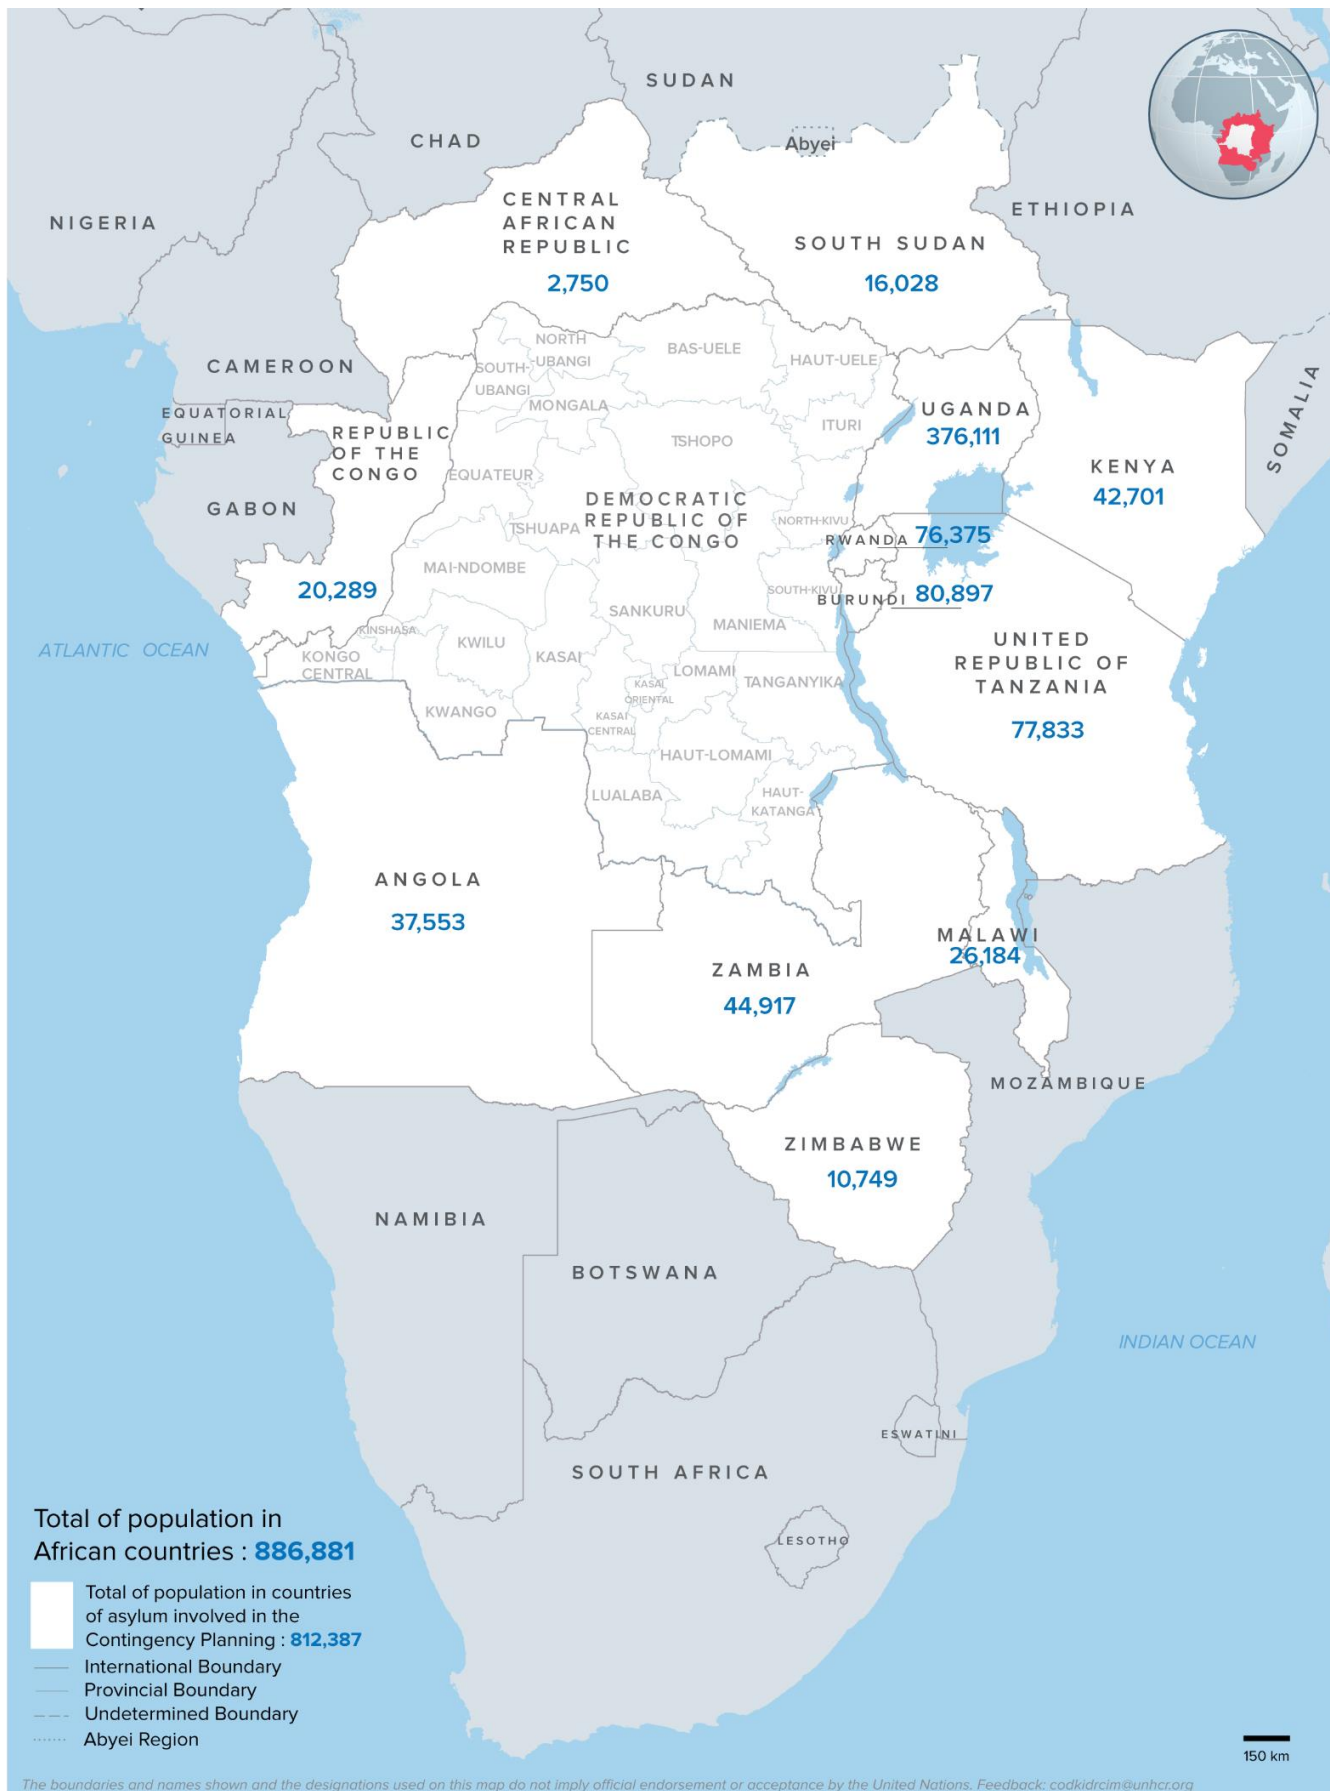 SUDAN
CHAD
Abyei
NIGERIA
CENTRAL
AFRICAN
REPUBLIC
2,750
ETHIOPIA
SOUTH SUDAN
16,028
CAMEROON
NORTH
UBANGI
SOUTH-
UBANGI
BAS-UELE
HAUT-UELE
MONGALA
ITURI
UGANDA
376,111
EQUATORIAL
GUINEA
REPUBLIC
OF THE
CONGO
20,289
TSHOPO
KENYA
42,701
SOMALIA
GABON
EQUATEUR
TSHUAPA
DEMOCRATIC
REPUBLIC OF
THE CONGO
NORTH-KIVU
RWANDA 76,375
MAI-NDOMBE
SOUTH-KIVU
BURUNDI 80,897
SANKURU
MANIEMA
ATLANTIC OCEAN
KINSHASA
KONGO
CENTRAL
KWILU
KASAI
LOMAMI
KASAI
ORIENTAL
TANGANYIKA
UNITED
REPUBLIC OF
TANZANIA
77,833
KWANGO
KASAI
CENTRAL
HAUT-LOMAMI
LUALABA
HAUT-
KATANGA
ANGOLA
37,553
MALAWI
26,184
ZAMBIA
44,917
MOZAMBIQUE
ZIMBABWE
10,749
NAMIBIA
BOTSWANA
INDIAN OCEAN
ESWATINI
SOUTH AFRICA
LESOTHO
Total of population in
African countries : 886,881
Total of population in countries
of asylum involved in the
Contingency Planning : 812,387
International Boundary
Provincial Boundary
Undetermined Boundary
Abyei Region
150 km
The boundaries and names shown and the designations used on this map do not imply official endorsement or acceptance by the United Nations. Feedback: codkidrcim@unhcr.org